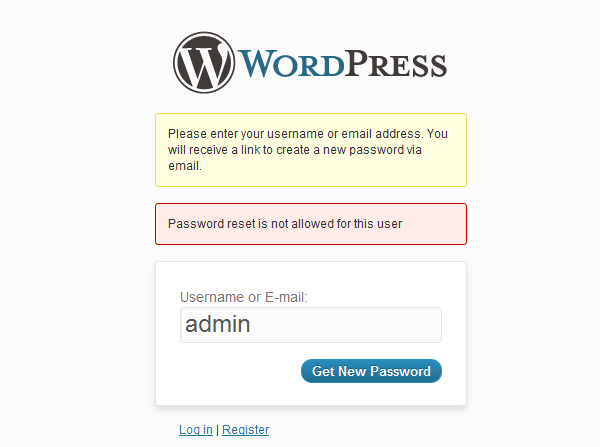 WORDPRESS
Please enter your username or email address. You
will receive a link to create a new password via
email.
Password reset is not allowed for this user
Username or E-mail:
admin
Get New Password
Log in | Register